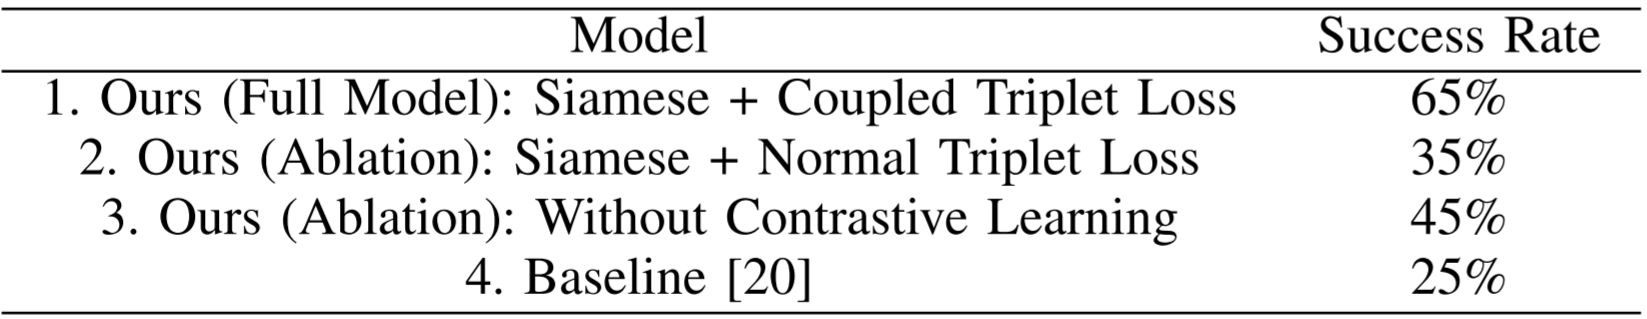 Model Success Rate
1. Ours (Full Model): Siamese + Coupled Triplet Loss 65%
2. Ours (Ablation): Siamese + Normal Triplet Loss 35%
3. Ours (Ablation): Without Contrastive Learning 45%
4. Baseline [20] 25%